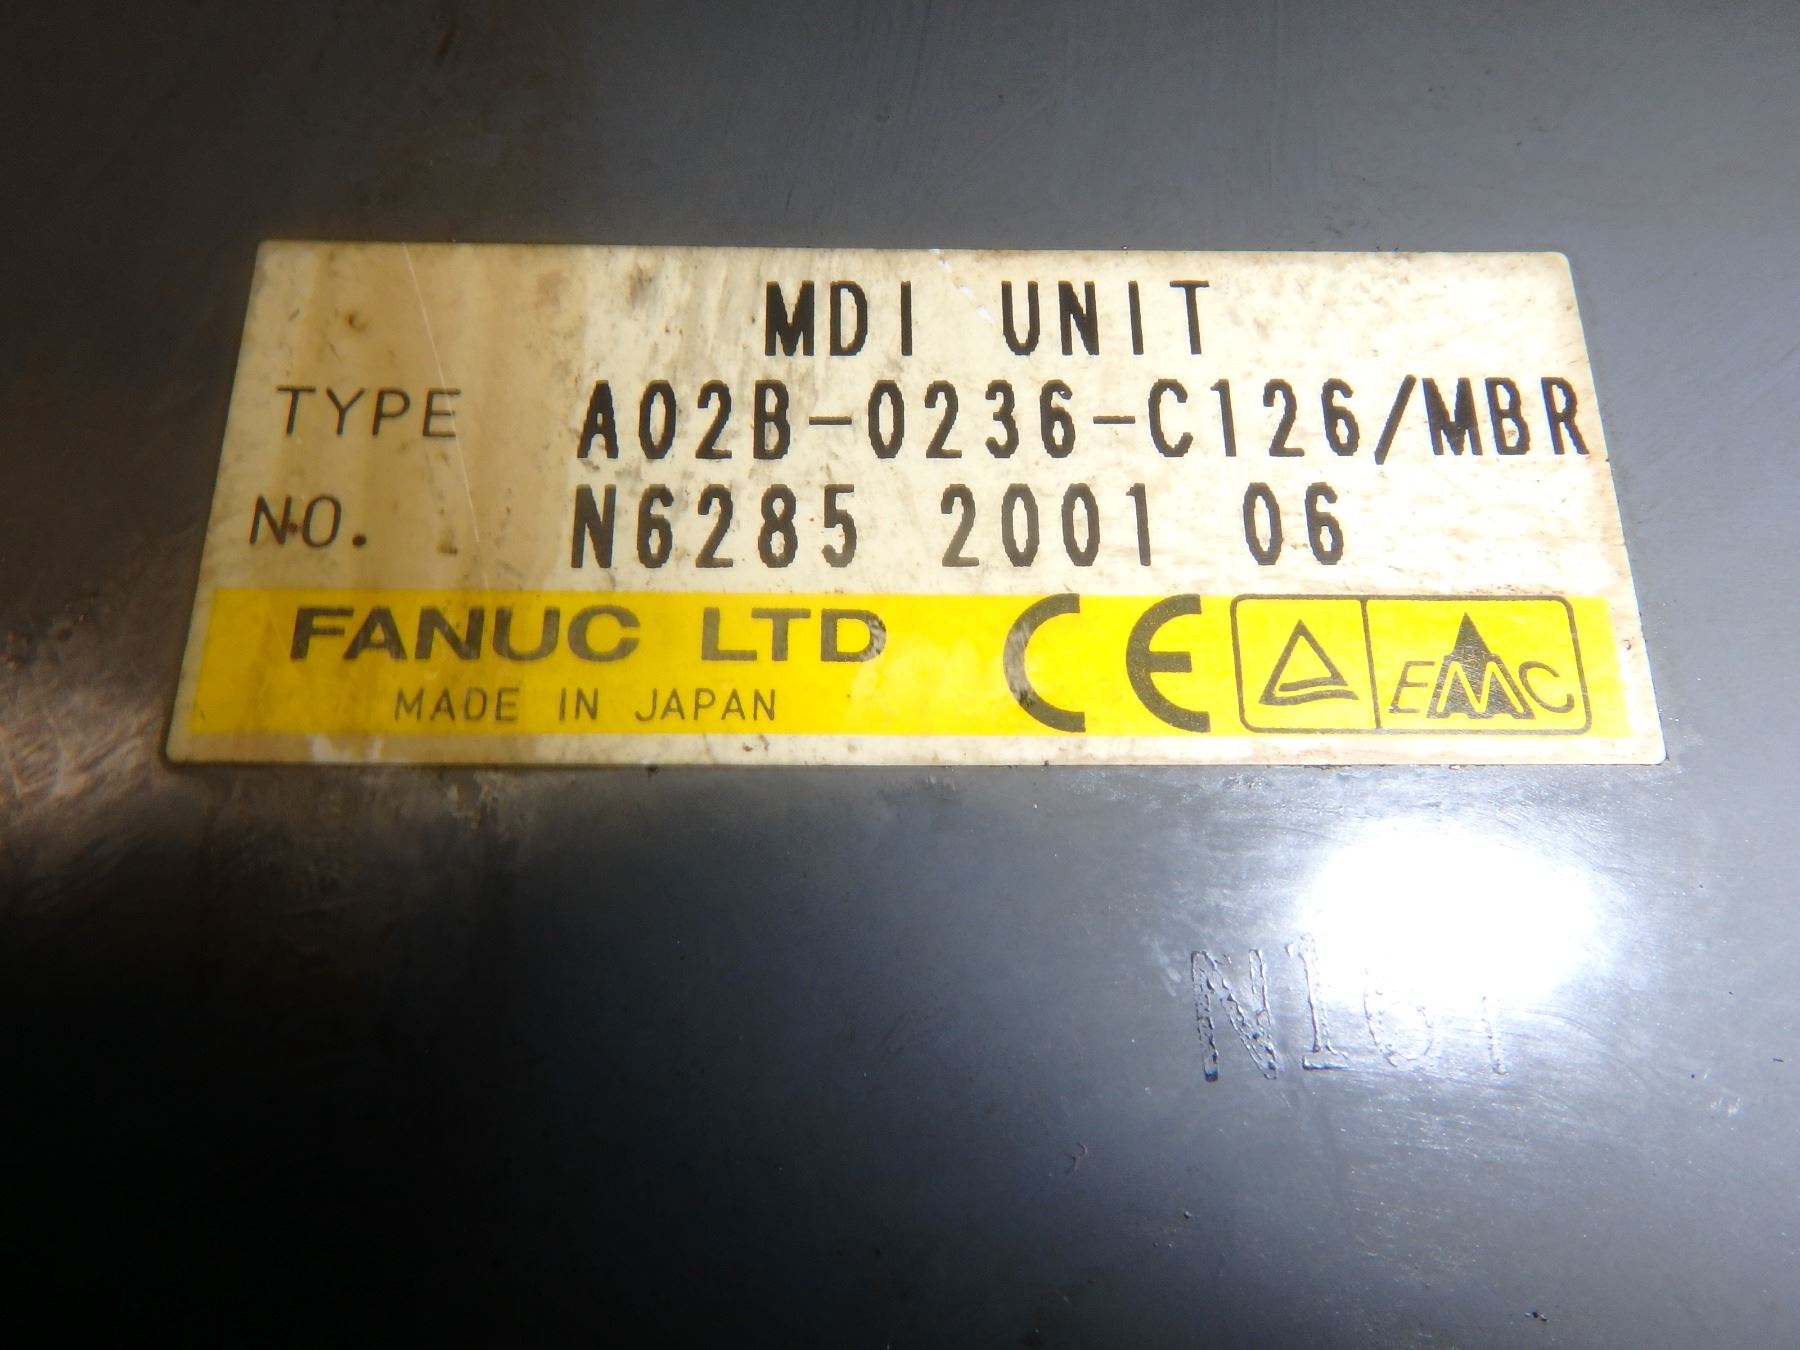 MDI UNIT
TYPE A02B-0236-C126/MBR
NO. N6285 2001 06
FANUC LTD CE EMC
MADE IN JAPAN